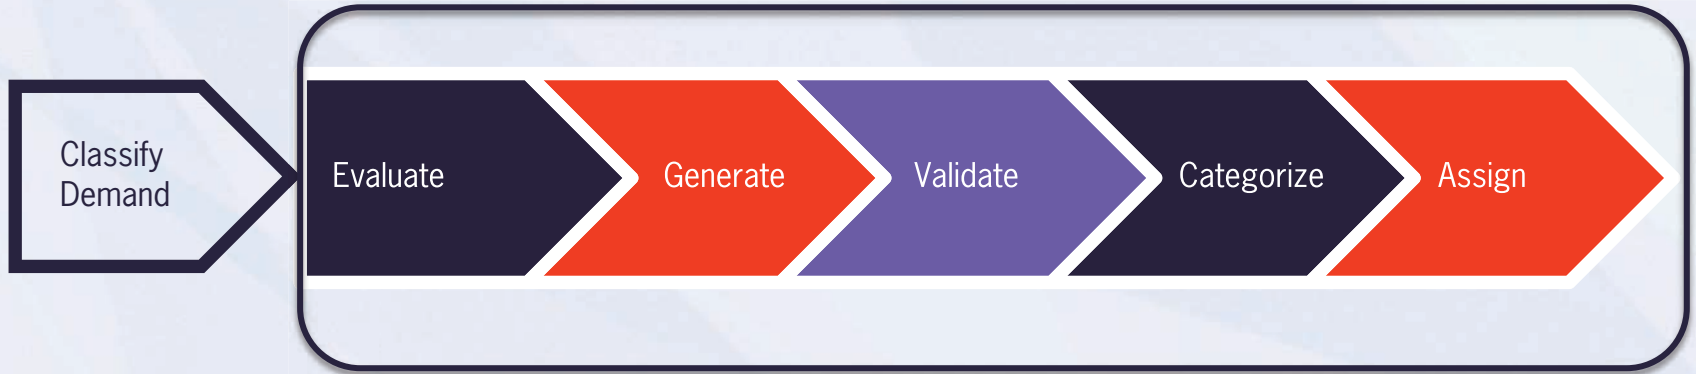 Classify
Demand
Evaluate
Generate
Validate
Categorize
Assign